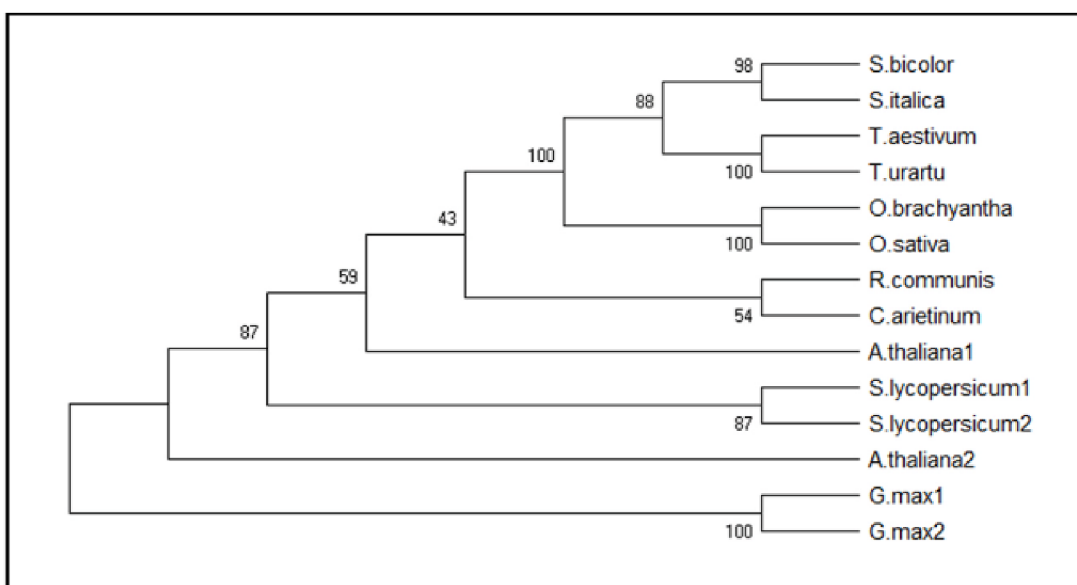 98
S.bicolor
S.italica
88
T.aestivum
100
T.urartu
100
O.brachyantha
43
100
O.sativa
59
R.communis
54
C.arietinum
87
A.thaliana1
S.lycopersicum1
87
S.lycopersicum2
A.thaliana2
G.max1
100
G.max2